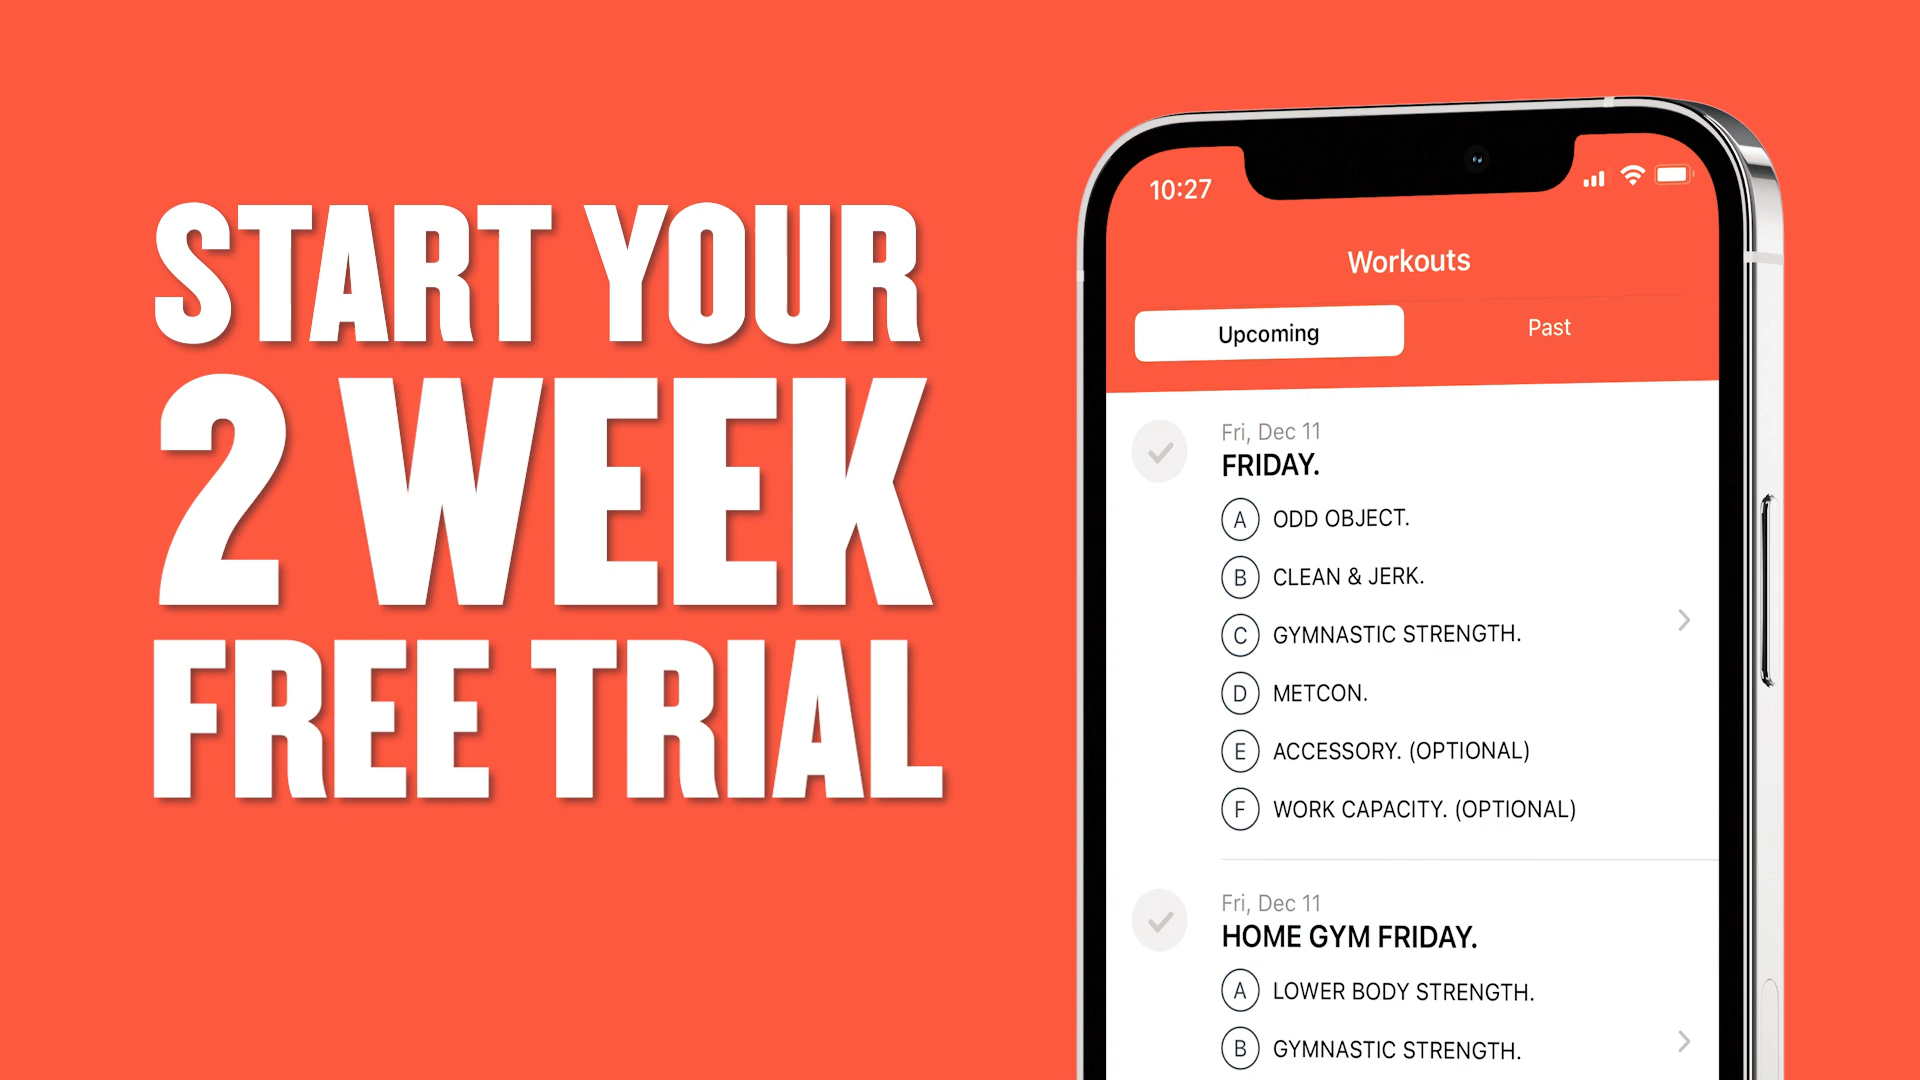 START YOUR
2 WEEK
FREE TRIAL
10:27
Workouts
Upcoming
Past
Fri, Dec 11
FRIDAY.
A ODD OBJECT.
B CLEAN & JERK.
C GYMNASTIC STRENGTH.
D METCON.
E ACCESSORY. (OPTIONAL)
F WORK CAPACITY. (OPTIONAL)
Fri, Dec 11
HOME GYM FRIDAY.
A LOWER BODY STRENGTH.
B GYMNASTIC STRENGTH.